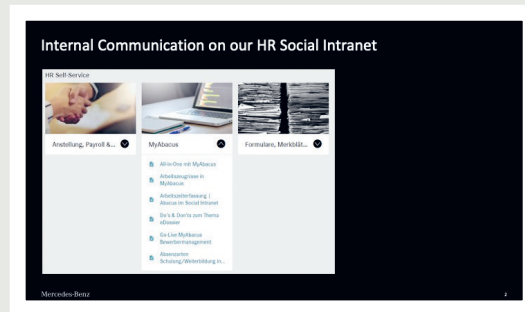 Internal Communication on our HR Social Intranet
HR Self-Service
Anstellung, Payroll &...
MyAbacus
Formulare, Merkblät...
All-in-One mit MyAbacus
Arbeitszeugnisse in
MyAbacus
Arbeitszeiterfassung |
Abacus im Social Intranet
Do's & Don'ts zum Thema
eDossier
Go-Live MyAbacus
Bewerbermanagement
Absenzarten
Schulung/Weiterbildung in...
Mercedes-Benz
2